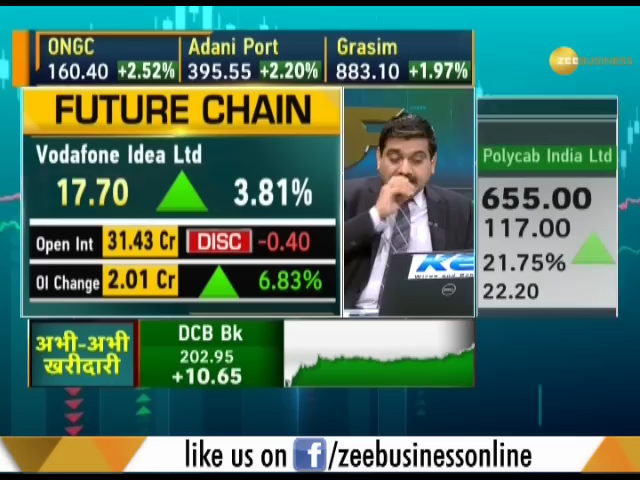 ONGC
160.40 +2.52%
Adani Port
395.55 +2.20%
Grasim
883.10 +1.97%
ZEEBUSINESS
FUTURE CHAIN
Vodafone Idea Ltd
17.70 3.81%
Open Int 31.43 Cr DISC -0.40
OI Change 2.01 Cr 6.83%
Polycab India Ltd
655.00
117.00
21.75%
22.20
DELL
अभी-अभी
खरीदारी
DCB Bk
202.95
+10.65
like us on f/zeebusinessonline